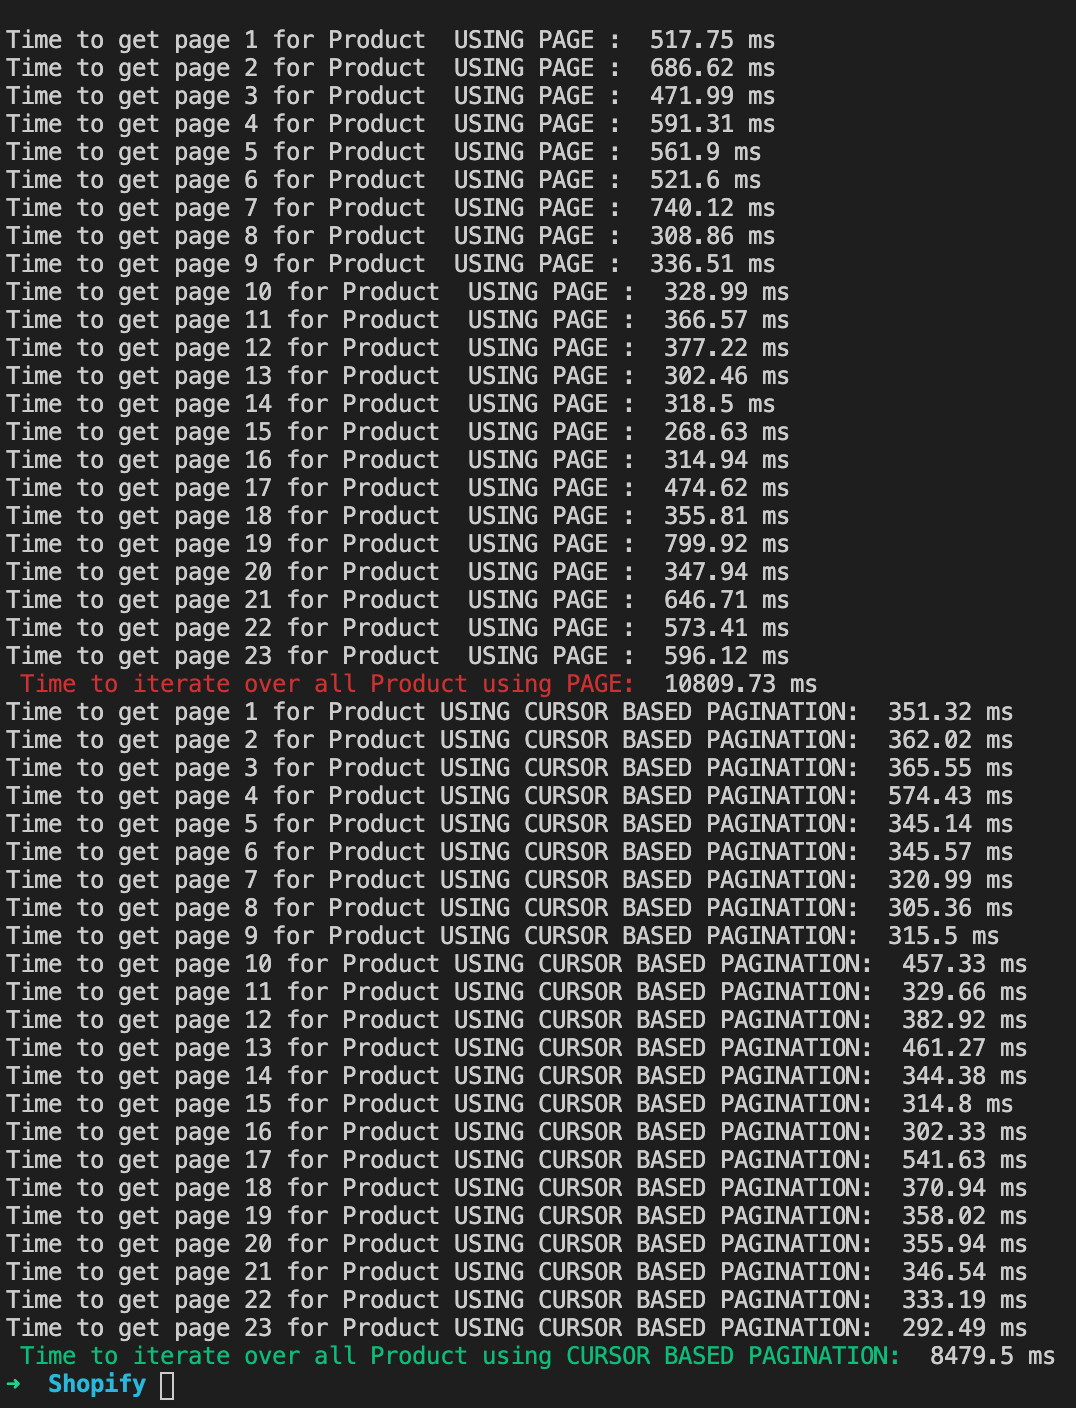 Time to get page 1 for Product  USING PAGE :  517.75 ms
Time to get page 2 for Product  USING PAGE :  686.62 ms
Time to get page 3 for Product  USING PAGE :  471.99 ms
Time to get page 4 for Product  USING PAGE :  591.31 ms
Time to get page 5 for Product  USING PAGE :  561.9 ms
Time to get page 6 for Product  USING PAGE :  521.6 ms
Time to get page 7 for Product  USING PAGE :  740.12 ms
Time to get page 8 for Product  USING PAGE :  308.86 ms
Time to get page 9 for Product  USING PAGE :  336.51 ms
Time to get page 10 for Product  USING PAGE :  328.99 ms
Time to get page 11 for Product  USING PAGE :  366.57 ms
Time to get page 12 for Product  USING PAGE :  377.22 ms
Time to get page 13 for Product  USING PAGE :  302.46 ms
Time to get page 14 for Product  USING PAGE :  318.5 ms
Time to get page 15 for Product  USING PAGE :  268.63 ms
Time to get page 16 for Product  USING PAGE :  314.94 ms
Time to get page 17 for Product  USING PAGE :  474.62 ms
Time to get page 18 for Product  USING PAGE :  355.81 ms
Time to get page 19 for Product  USING PAGE :  799.92 ms
Time to get page 20 for Product  USING PAGE :  347.94 ms
Time to get page 21 for Product  USING PAGE :  646.71 ms
Time to get page 22 for Product  USING PAGE :  573.41 ms
Time to get page 23 for Product  USING PAGE :  596.12 ms
 Time to iterate over all Product using PAGE:  10809.73 ms
Time to get page 1 for Product USING CURSOR BASED PAGINATION:  351.32 ms
Time to get page 2 for Product USING CURSOR BASED PAGINATION:  362.02 ms
Time to get page 3 for Product USING CURSOR BASED PAGINATION:  365.55 ms
Time to get page 4 for Product USING CURSOR BASED PAGINATION:  574.43 ms
Time to get page 5 for Product USING CURSOR BASED PAGINATION:  345.14 ms
Time to get page 6 for Product USING CURSOR BASED PAGINATION:  345.57 ms
Time to get page 7 for Product USING CURSOR BASED PAGINATION:  320.99 ms
Time to get page 8 for Product USING CURSOR BASED PAGINATION:  305.36 ms
Time to get page 9 for Product USING CURSOR BASED PAGINATION:  315.5 ms
Time to get page 10 for Product USING CURSOR BASED PAGINATION:  457.33 ms
Time to get page 11 for Product USING CURSOR BASED PAGINATION:  329.66 ms
Time to get page 12 for Product USING CURSOR BASED PAGINATION:  382.92 ms
Time to get page 13 for Product USING CURSOR BASED PAGINATION:  461.27 ms
Time to get page 14 for Product USING CURSOR BASED PAGINATION:  344.38 ms
Time to get page 15 for Product USING CURSOR BASED PAGINATION:  314.8 ms
Time to get page 16 for Product USING CURSOR BASED PAGINATION:  302.33 ms
Time to get page 17 for Product USING CURSOR BASED PAGINATION:  541.63 ms
Time to get page 18 for Product USING CURSOR BASED PAGINATION:  370.94 ms
Time to get page 19 for Product USING CURSOR BASED PAGINATION:  358.02 ms
Time to get page 20 for Product USING CURSOR BASED PAGINATION:  355.94 ms
Time to get page 21 for Product USING CURSOR BASED PAGINATION:  346.54 ms
Time to get page 22 for Product USING CURSOR BASED PAGINATION:  333.19 ms
Time to get page 23 for Product USING CURSOR BASED PAGINATION:  292.49 ms
 Time to iterate over all Product using CURSOR BASED PAGINATION:  8479.5 ms
➜  Shopify